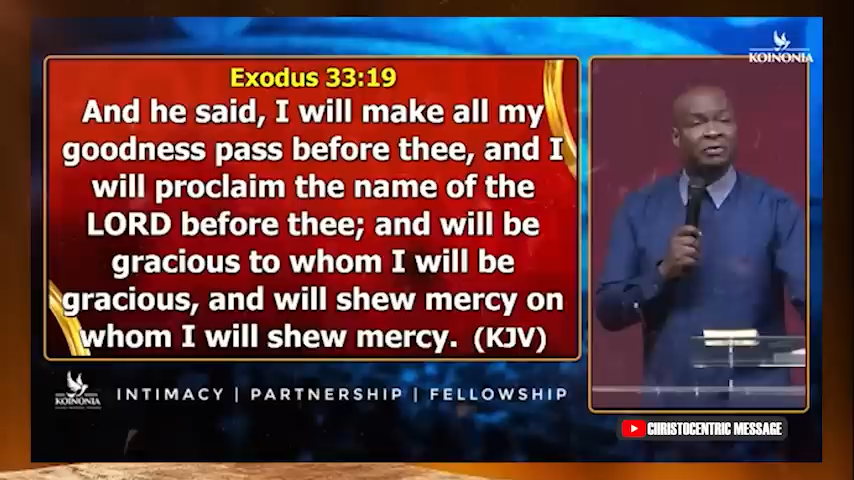 Exodus 33:19
And he said, I will make all my
goodness pass before thee, and I
will proclaim the name of the
LORD before thee; and will be
gracious to whom I will be
gracious, and will shew mercy on
whom I will shew mercy. (KJV)
KOINONIA
KOINONIA
INTIMACY | PARTNERSHIP | FELLOWSHIP
CHRISTOCENTRIC MESSAGE